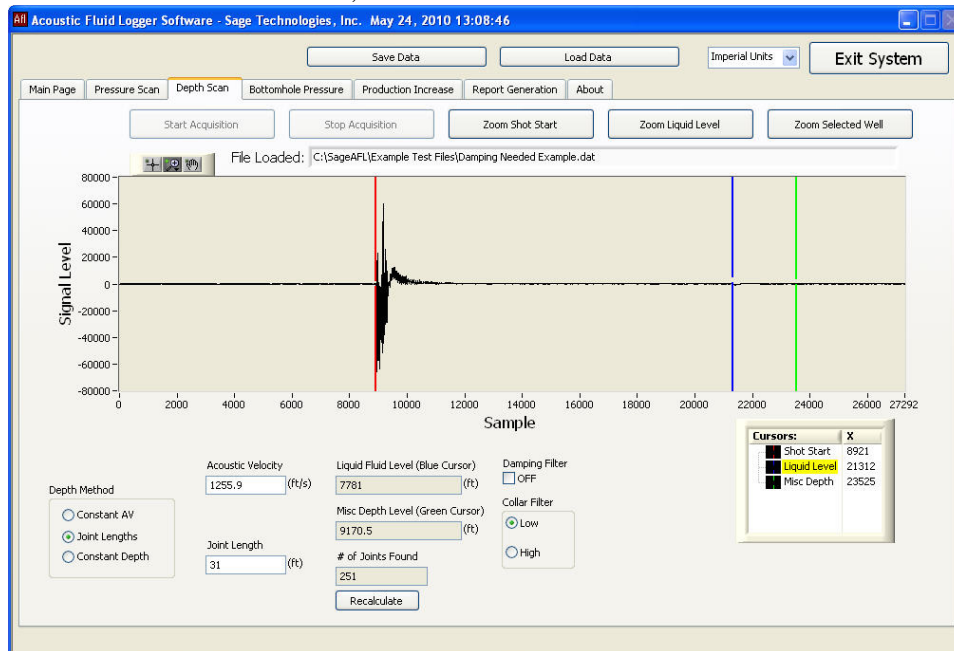 Afl Acoustic Fluid Logger Software - Sage Technologies, Inc. May 24, 2010 13:08:46
Save Data Load Data Imperial Units Exit System
Main Page Pressure Scan Depth Scan Bottomhole Pressure Production Increase Report Generation About
Start Acquisition Stop Acquisition Zoom Shot Start Zoom Liquid Level Zoom Selected Well
File Loaded: C:\SageAFL\Example Test Files\Damping Needed Example.dat
80000
60000
40000
20000
0
-20000
-40000
-60000
-80000
Signal Level
0 2000 4000 6000 8000 10000 12000 14000 16000 18000 20000 22000 24000 26000 27292
Sample
Cursors: X
Shot Start 8921
Liquid Level 21312
Misc Depth 23525
Depth Method
Constant AV
Joint Lengths
Constant Depth
Acoustic Velocity
1255.9 (ft/s)
Joint Length
31 (ft)
Liquid Fluid Level (Blue Cursor)
7781 (ft)
Misc Depth Level (Green Cursor)
9170.5 (ft)
# of Joints Found
251
Recalculate
Damping Filter
OFF
Collar Filter
Low
High